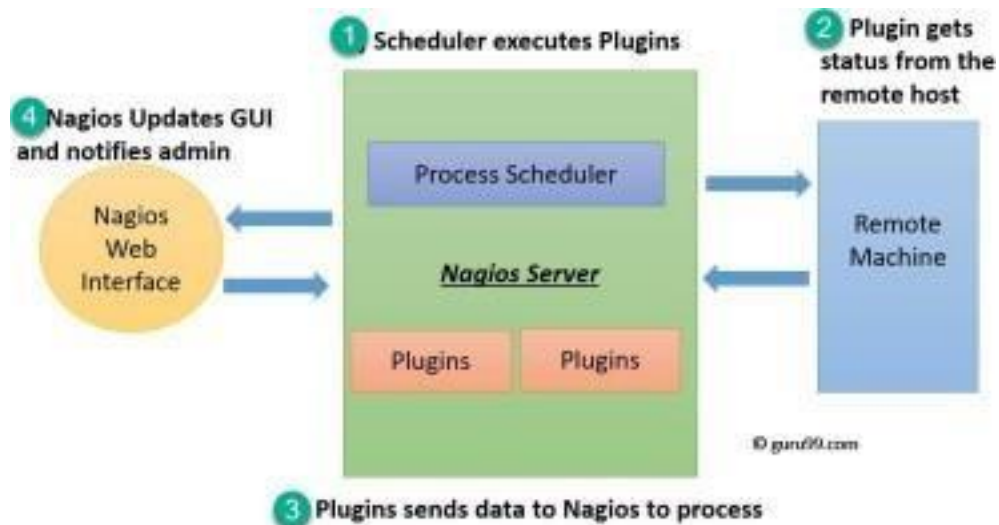 1 Scheduler executes Plugins
2 Plugin gets
status from the
remote host
4 Nagios Updates GUI
and notifies admin
Process Scheduler
Nagios
Web
Interface
Nagios Server
Remote
Machine
Plugins
Plugins
© guru99.com
3 Plugins sends data to Nagios to process